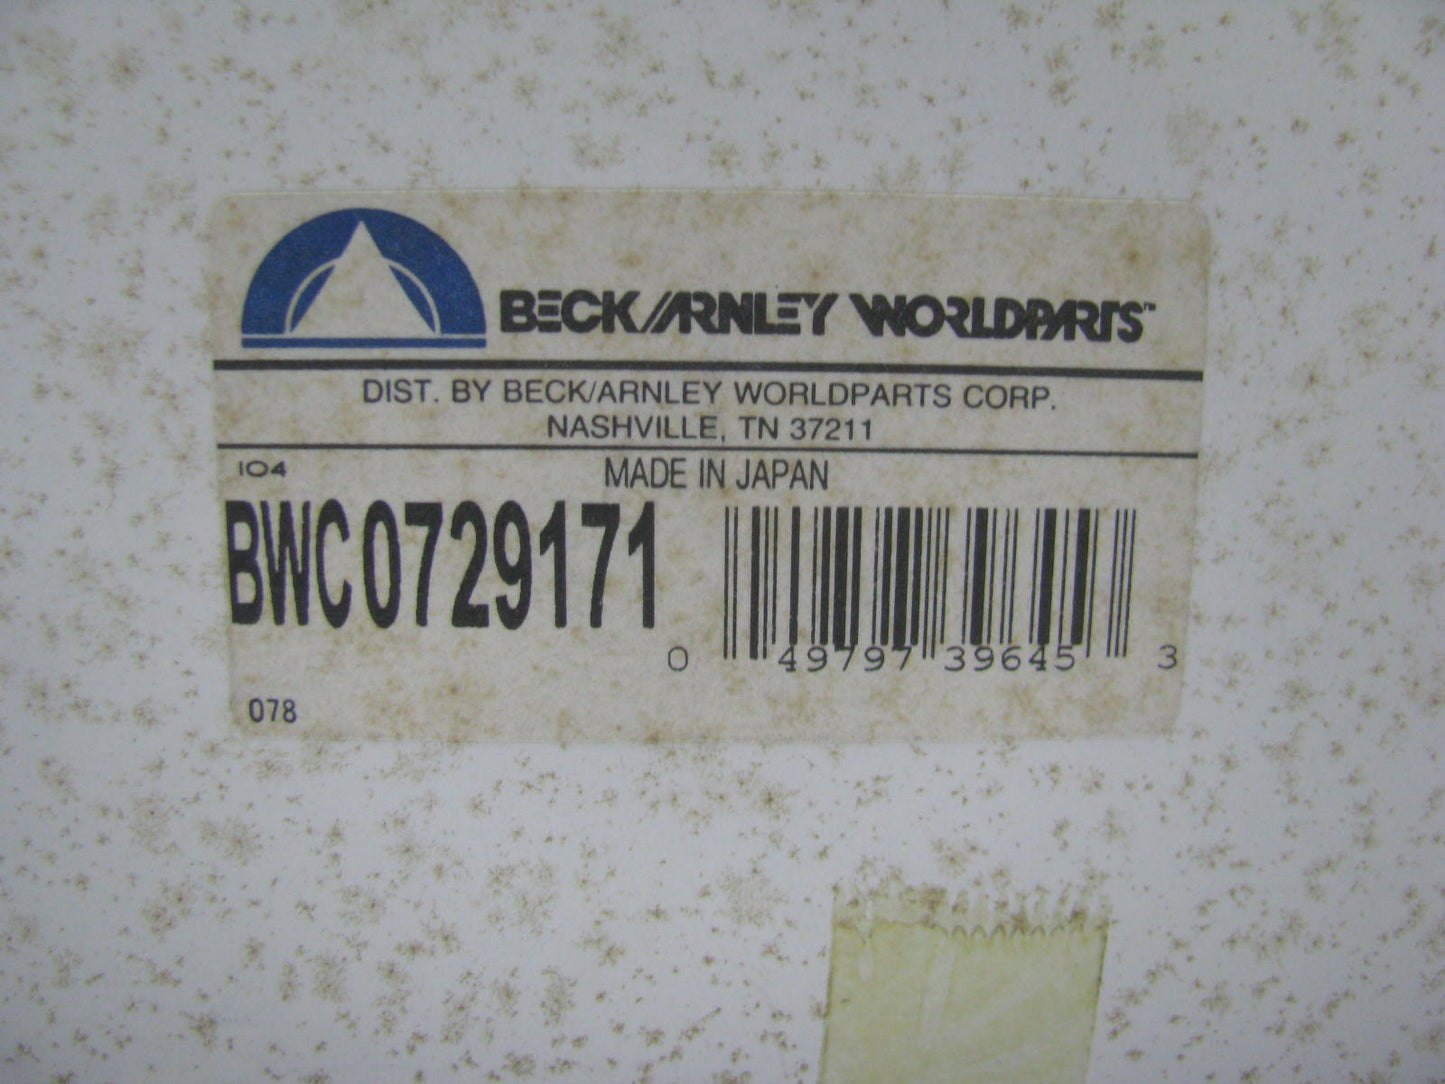 BECK/ARNLEY WORLDPARTS™
DIST. BY BECK/ARNLEY WORLDPARTS CORP.
NASHVILLE, TN 37211
104 MADE IN JAPAN
BWC0729171
0 49797 39645 3
078